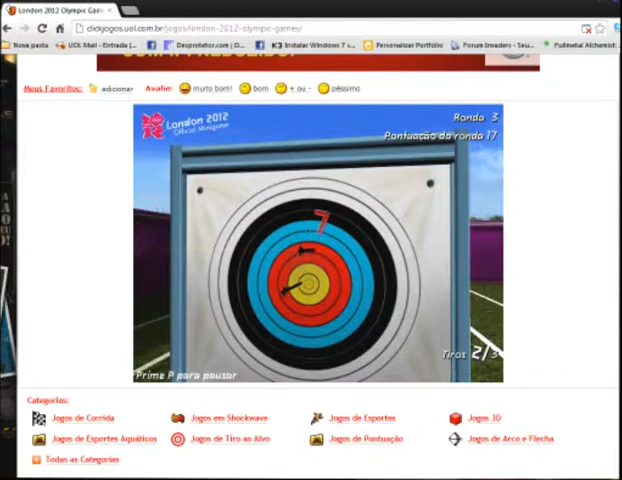 London 2012 Olympic Gam
clickjogos.uol.com.br/jogos/london-2012-olympic-games/
Nova pasta
UOL Mail - Entrada (...
Desprotetor.com | O...
Instalar Windows 7 s...
Personalizar Portfolio
Forum Invaders - Seu...
Fullmetal Alchemist:
Meus Favoritos: adicionar Avalie: muito bom! bom + ou - péssimo
London 2012
Official Minigame
Ronda 3
Pontuação da ronda 17
7
Tiros 2/3
Prime P para pausar
Categorias:
Jogos de Corrida
Jogos em Shockwave
Jogos de Esportes
Jogos 3D
Jogos de Esportes Aquáticos
Jogos de Tiro ao Alvo
Jogos de Pontuação
Jogos de Arco e Flecha
Todas as Categorias